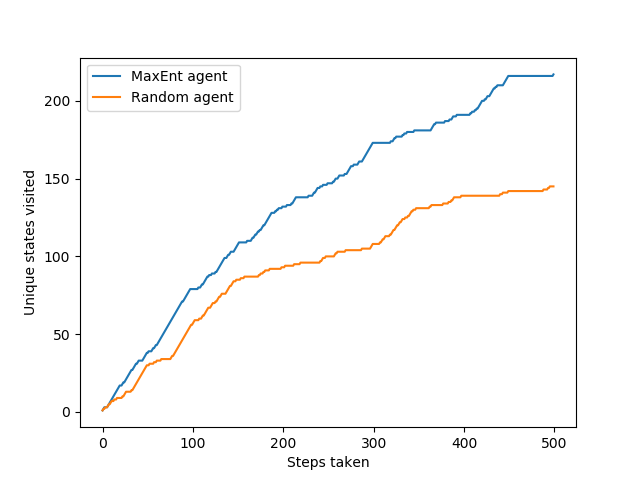 MaxEnt agent
Random agent
200
150
100
50
0
Unique states visited
0 100 200 300 400 500
Steps taken